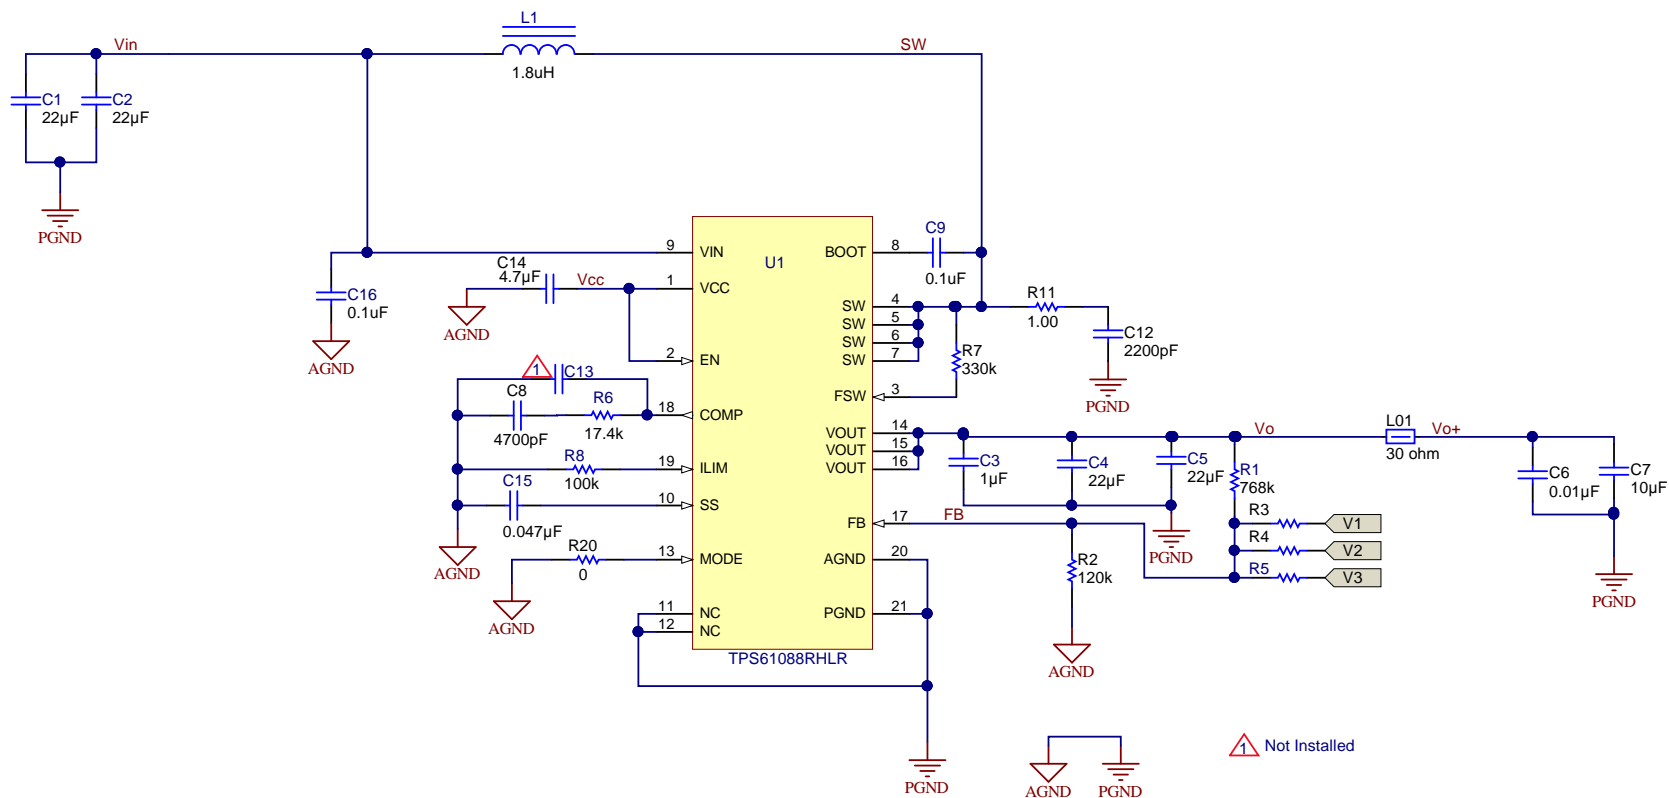 L1
Vin
SW
1.8uH
C1
22µF
C2
22µF
PGND
C16
0.1uF
AGND
C14
4.7µF
Vcc
AGND
9
VIN
1
VCC
2
EN
18
COMP
19
ILIM
10
SS
13
MODE
11
NC
12
NC
U1
BOOT
8
SW
4
SW
5
SW
6
SW
7
FSW
3
VOUT
14
VOUT
15
VOUT
16
FB
17
AGND
20
PGND
21
TPS61088RHLR
C9
0.1uF
R11
1.00
C12
2200pF
PGND
R7
330k
1
C13
C8
4700pF
R6
17.4k
R8
100k
C15
0.047µF
AGND
R20
0
AGND
C3
1µF
C4
22µF
C5
22µF
PGND
Vo
L01
30 ohm
Vo+
R1
768k
C6
0.01µF
C7
10µF
PGND
FB
R2
120k
AGND
R3
V1
R4
V2
R5
V3
PGND
AGND
PGND
1 Not Installed